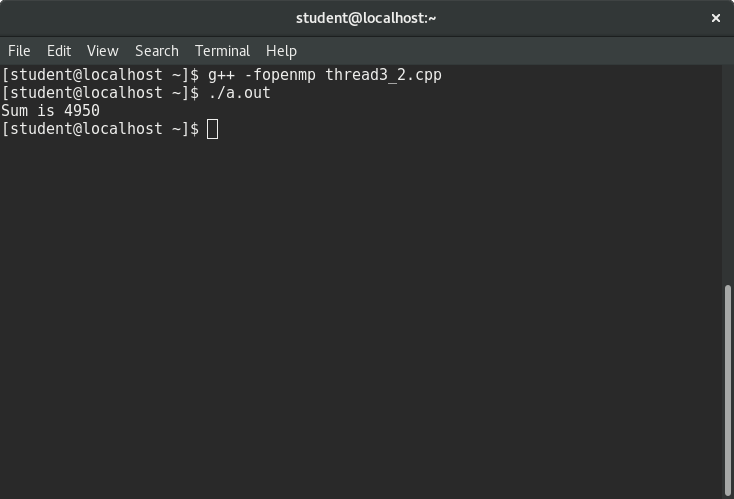 student@localhost:~
File Edit View Search Terminal Help
[student@localhost ~]$ g++ -fopenmp thread3_2.cpp
[student@localhost ~]$ ./a.out
Sum is 4950
[student@localhost ~]$